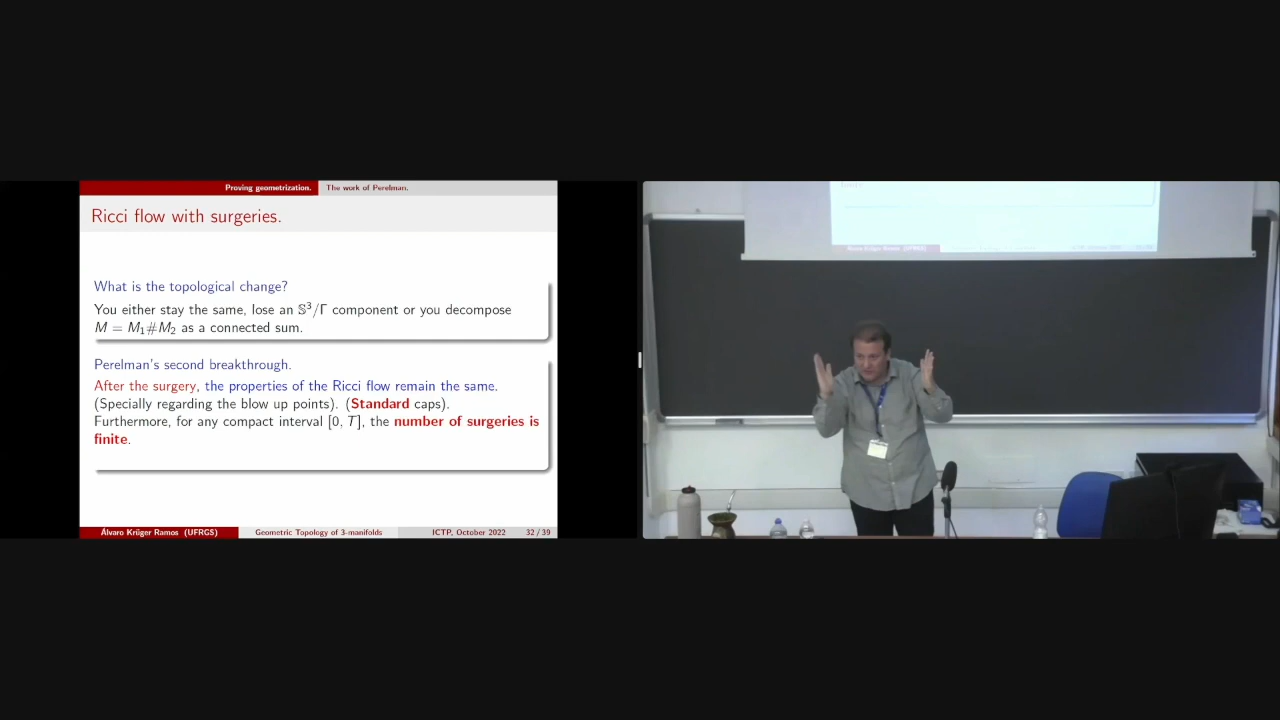 Proving geometrization. The work of Perelman.
Ricci flow with surgeries.
What is the topological change?
You either stay the same, lose an 𝕊³/Γ component or you decompose
M = M₁#M₂ as a connected sum.
Perelman's second breakthrough.
After the surgery, the properties of the Ricci flow remain the same.
(Specially regarding the blow up points). (Standard caps).
Furthermore, for any compact interval [0, T], the number of surgeries is
finite.
Álvaro Krüger Ramos (UFRGS) Geometric Topology of 3-manifolds ICTP, October 2022 32 / 39